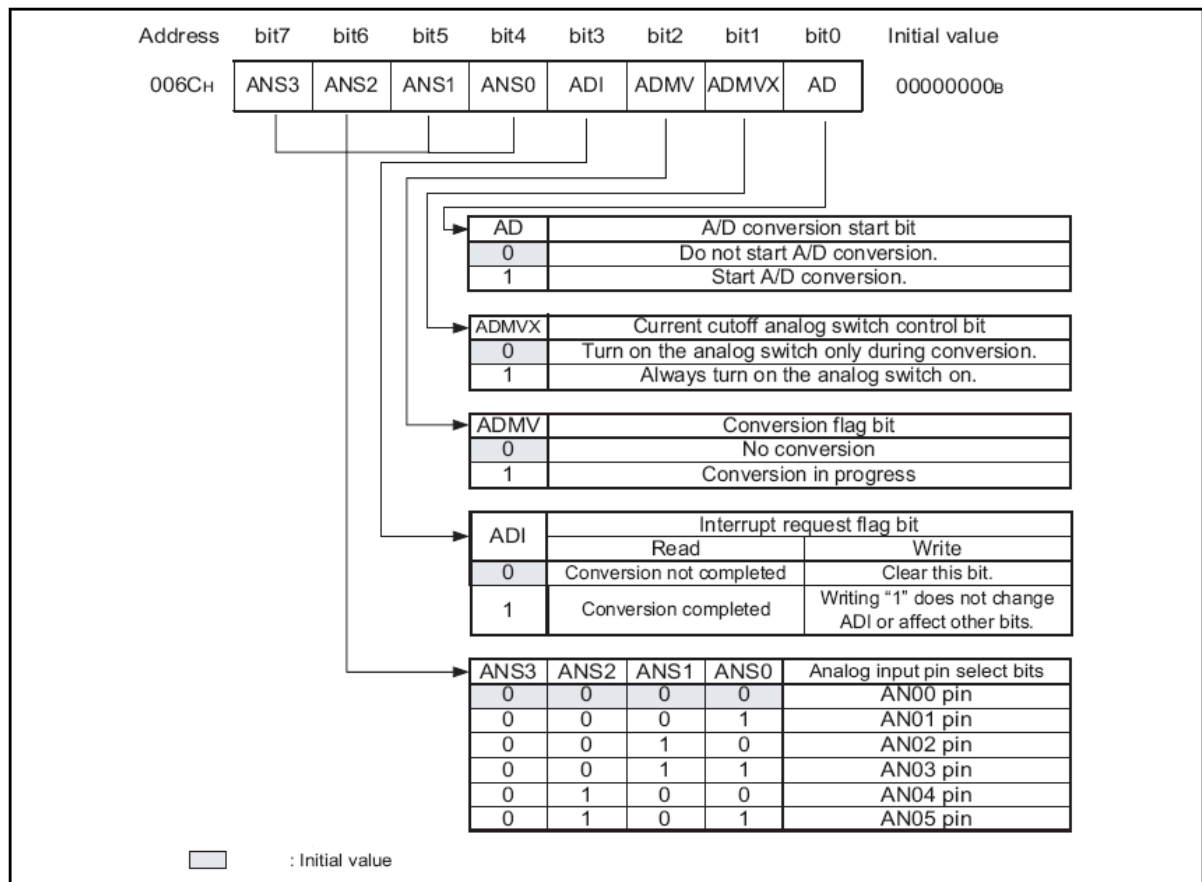 Address bit7 bit6 bit5 bit4 bit3 bit2 bit1 bit0 Initial value
006CH ANS3 ANS2 ANS1 ANS0 ADI ADMV ADMVX AD 00000000B
AD A/D conversion start bit
0 Do not start A/D conversion.
1 Start A/D conversion.
ADMVX Current cutoff analog switch control bit
0 Turn on the analog switch only during conversion.
1 Always turn on the analog switch on.
ADMV Conversion flag bit
0 No conversion
1 Conversion in progress
ADI Interrupt request flag bit
Read Write
0 Conversion not completed Clear this bit.
1 Conversion completed Writing “1” does not change
ADI or affect other bits.
ANS3 ANS2 ANS1 ANS0 Analog input pin select bits
0 0 0 0 AN00 pin
0 0 0 1 AN01 pin
0 0 1 0 AN02 pin
0 0 1 1 AN03 pin
0 1 0 0 AN04 pin
0 1 0 1 AN05 pin
: Initial value